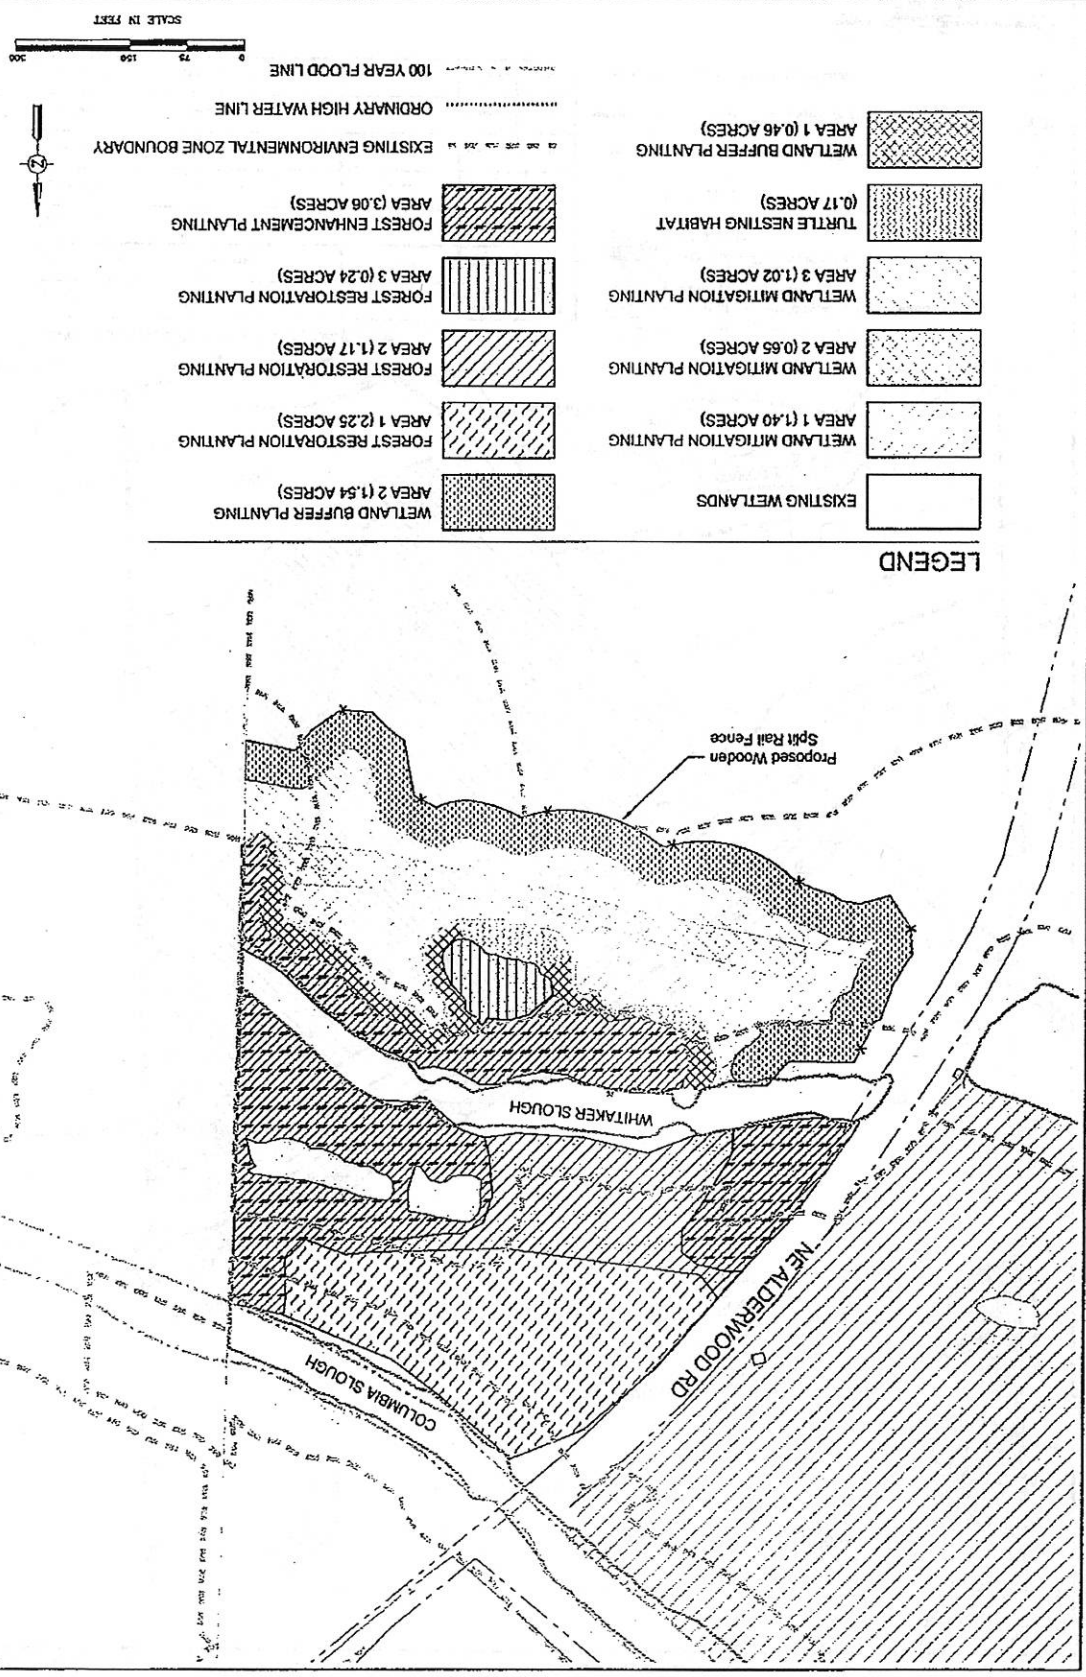 COLUMBIA SLOUGH
NE ALDERWOOD RD
WHITAKER SLOUGH
Proposed Wooden
Split Rail Fence
LEGEND
EXISTING WETLANDS
WETLAND MITIGATION PLANTING
AREA 1 (1.40 ACRES)
WETLAND MITIGATION PLANTING
AREA 2 (0.65 ACRES)
WETLAND MITIGATION PLANTING
AREA 3 (1.02 ACRES)
TURTLE NESTING HABITAT
(0.17 ACRES)
WETLAND BUFFER PLANTING
AREA 1 (0.46 ACRES)
WETLAND BUFFER PLANTING
AREA 2 (1.54 ACRES)
FOREST RESTORATION PLANTING
AREA 1 (2.25 ACRES)
FOREST RESTORATION PLANTING
AREA 2 (1.17 ACRES)
FOREST RESTORATION PLANTING
AREA 3 (0.24 ACRES)
FOREST ENHANCEMENT PLANTING
AREA (3.06 ACRES)
EXISTING ENVIRONMENTAL ZONE BOUNDARY
ORDINARY HIGH WATER LINE
100 YEAR FLOOD LINE
Z
0 75 150 300
SCALE IN FEET